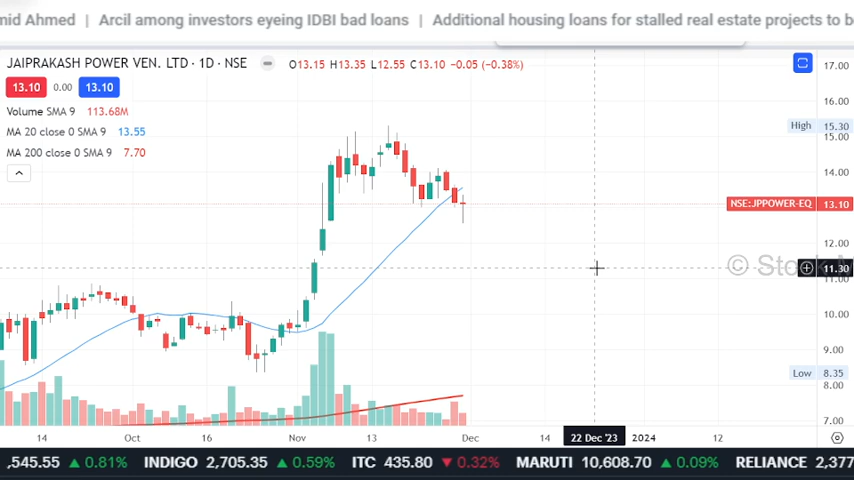 mid Ahmed | Arcil among investors eyeing IDBI bad loans | Additional housing loans for stalled real estate projects to b
JAIPRAKASH POWER VEN. LTD · 1D · NSE O13.15 H13.35 L12.55 C13.10 -0.05 (-0.38%)
13.10 0.00 13.10
Volume SMA 9 113.68M
MA 20 close 0 SMA 9 13.55
MA 200 close 0 SMA 9 7.70
17.00
16.00
High 15.30
15.00
14.00
NSE:JPPOWER-EQ 13.10
12.00
© Sto
11.30
11.00
10.00
9.00
Low 8.35
8.00
7.00
14 Oct 16 Nov 13 Dec 14 22 Dec '23 2024 12
,545.55 ▲ 0.81% INDIGO 2,705.35 ▲ 0.59% ITC 435.80 ▼ 0.32% MARUTI 10,608.70 ▲ 0.09% RELIANCE 2,377